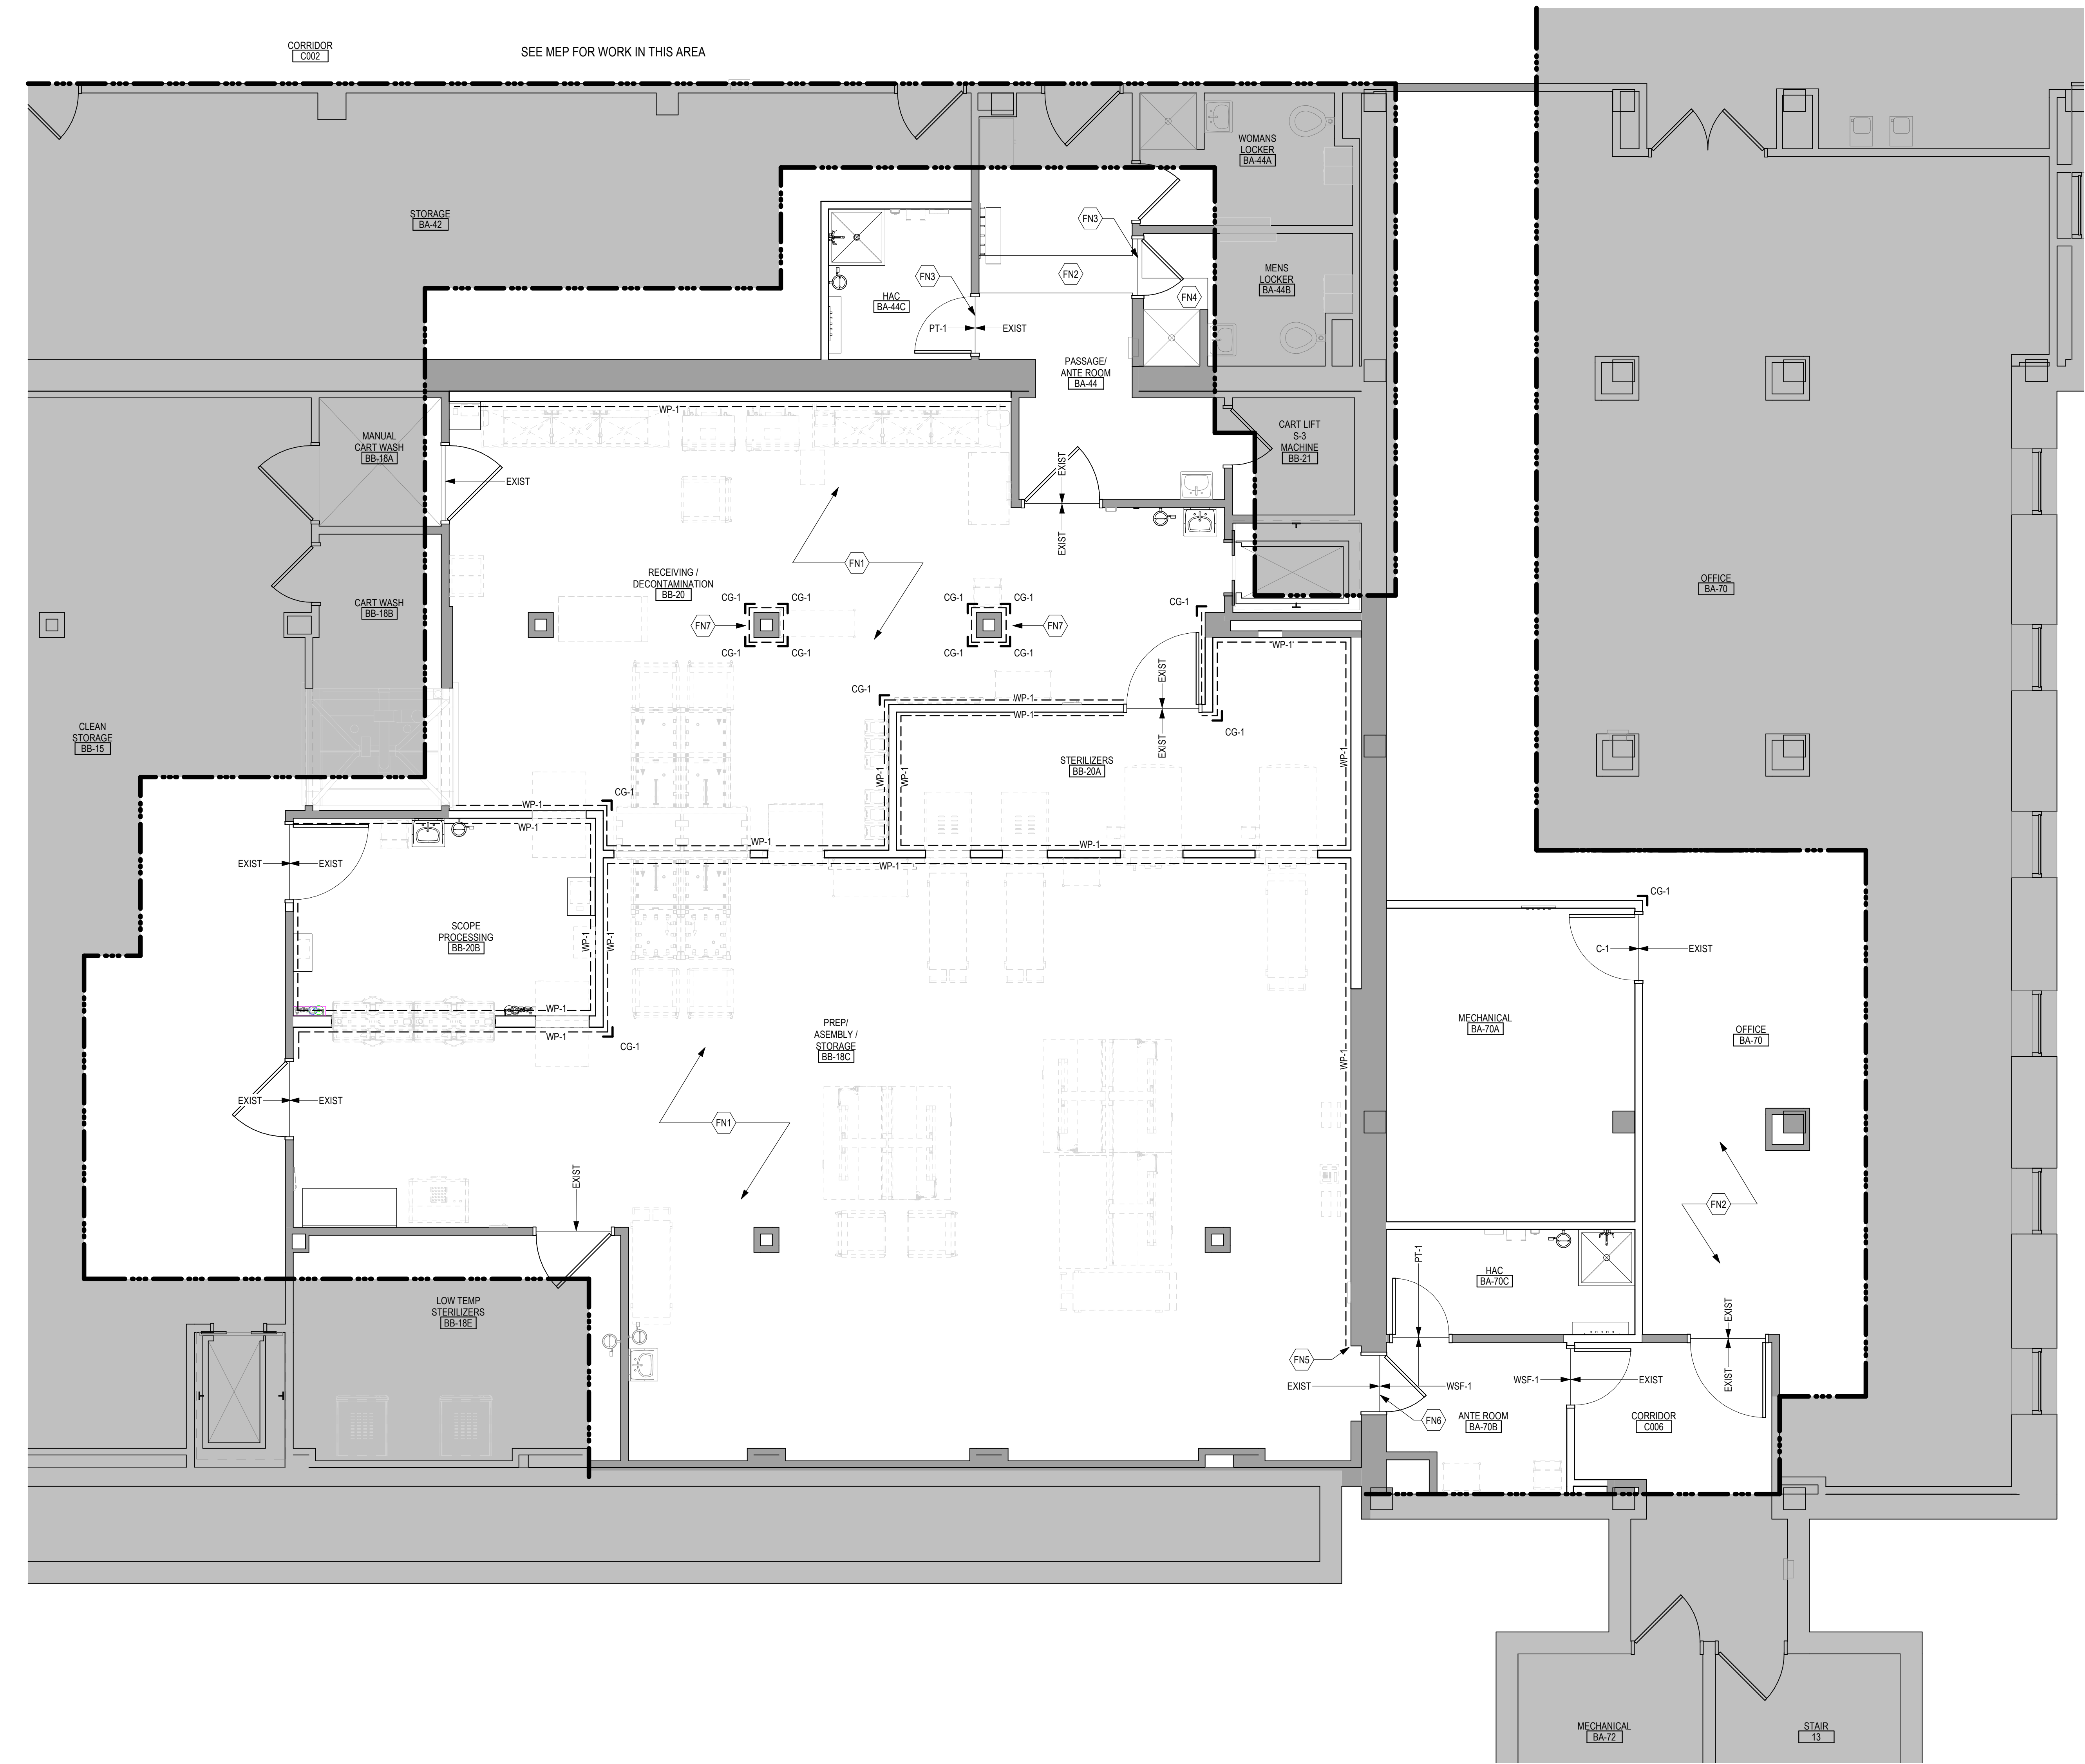 CORRIDOR
C002
SEE MEP FOR WORK IN THIS AREA
WOMANS
LOCKER
BA-44A
STORAGE
BA-42
FN3
FN2
MENS
LOCKER
BA-44B
FN3
FN4
HAC
BA-44C
PT-1
EXIST
PASSAGE/
ANTE ROOM
BA-44
WP-1
MANUAL
CART WASH
BB-18A
EXIST
CART LIFT
S-3
MACHINE
BB-21
EXIST
EXIST
FN1
RECEIVING /
DECONTAMINATION
BB-20
OFFICE
BA-70
CART WASH
BB-18B
CG-1
CG-1
CG-1
CG-1
CG-1
FN7
FN7
CG-1
CG-1
CG-1
CG-1
WP-1
EXIST
EXIST
CG-1
WP-1
WP-1
CG-1
CLEAN
STORAGE
BB-15
STERILIZERS
BB-20A
WP-1
WP-1
WP-1
CG-1
WP-1
WP-1
WP-1
WP-1
WP-1
EXIST
EXIST
SCOPE
PROCESSING
BB-20B
WP-1
WP-1
WP-1
WP-1
CG-1
CG-1
C-1
EXIST
PREP/
ASEMBLY /
STORAGE
BB-18C
WP-1
MECHANICAL
BA-70A
OFFICE
BA-70
EXIST
EXIST
FN1
EXIST
FN2
LOW TEMP
STERILIZERS
BB-18E
PT-1
HAC
BA-70C
EXIST
EXIST
FN5
EXIST
WSF-1
WSF-1
EXIST
FN6
ANTE ROOM
BA-70B
CORRIDOR
C006
MECHANICAL
BA-72
STAIR
13